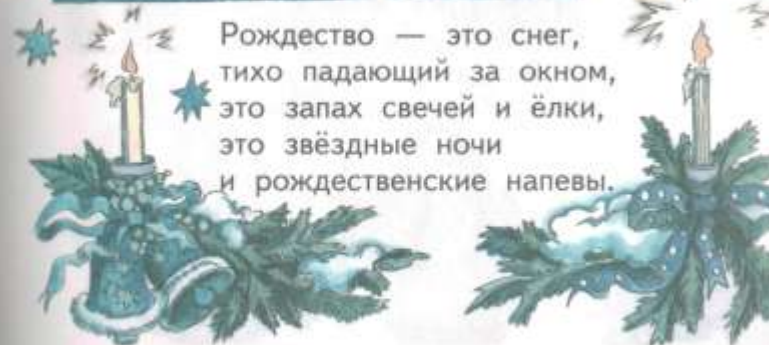 Рождество — это снег,
тихо падающий за окном,
это запах свечей и ёлки,
это звёздные ночи
и рождественские напевы.